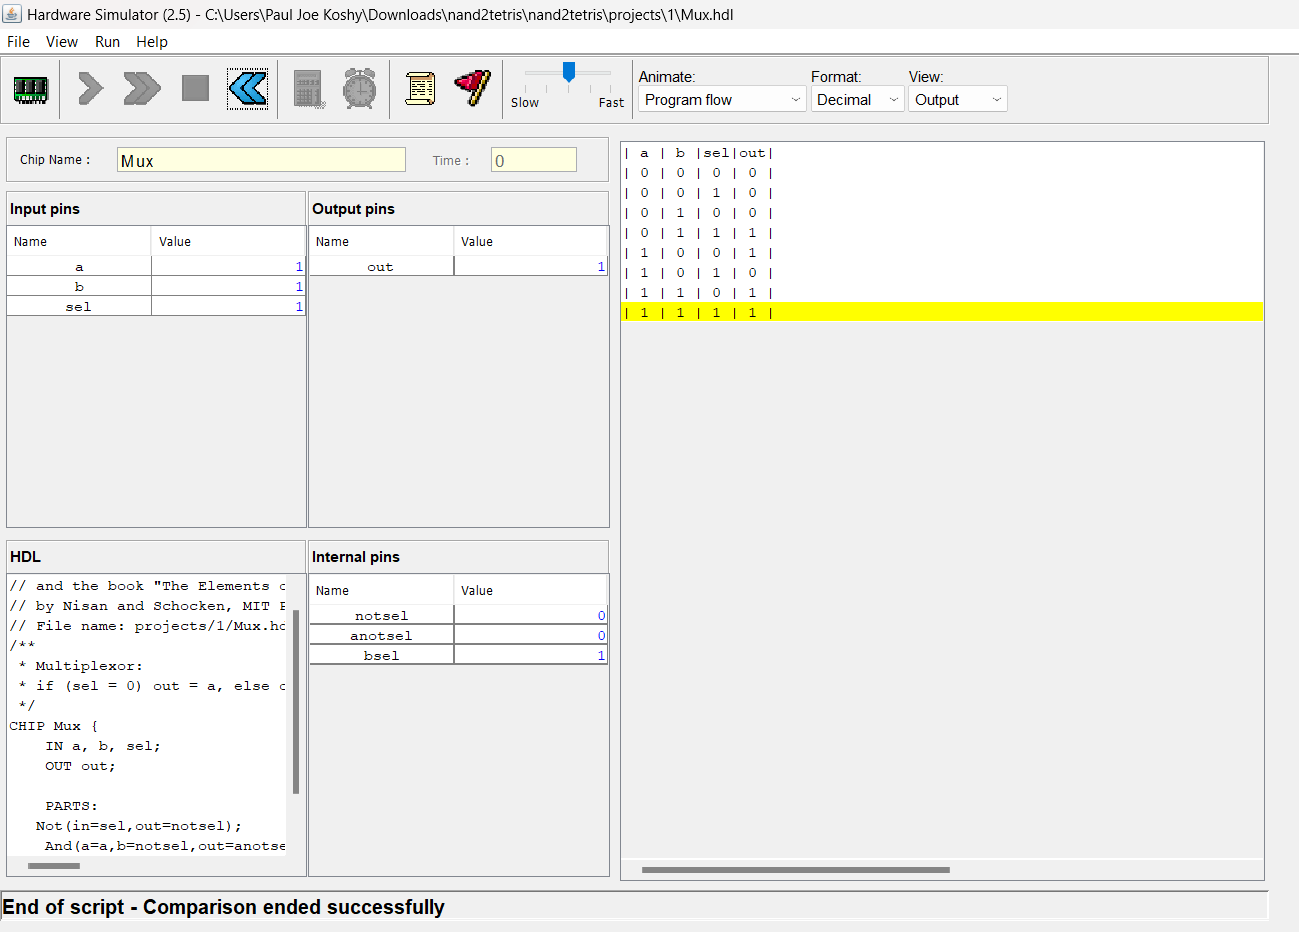 Hardware Simulator (2.5) - C:\Users\Paul Joe Koshy\Downloads\nand2tetris\nand2tetris\projects\1\Mux.hdl
File View Run Help
Slow Fast
Animate: Format: View:
Program flow Decimal Output
Chip Name : Mux Time : 0
Input pins
Name Value
a 1
b 1
sel 1
Output pins
Name Value
out 1
HDL
// and the book "The Elements
// by Nisan and Schocken, MIT
// File name: projects/1/Mux.hd
/**
 * Multiplexor:
 * if (sel = 0) out = a, else
 */
CHIP Mux {
IN a, b, sel;
OUT out;
PARTS:
Not(in=sel,out=notsel);
And(a=a,b=notsel,out=anotse
Internal pins
Name Value
notsel 0
anotsel 0
bsel 1
| a | b |sel|out|
| 0 | 0 | 0 | 0 |
| 0 | 0 | 1 | 0 |
| 0 | 1 | 0 | 0 |
| 0 | 1 | 1 | 1 |
| 1 | 0 | 0 | 1 |
| 1 | 0 | 1 | 0 |
| 1 | 1 | 0 | 1 |
| 1 | 1 | 1 | 1 |
End of script - Comparison ended successfully